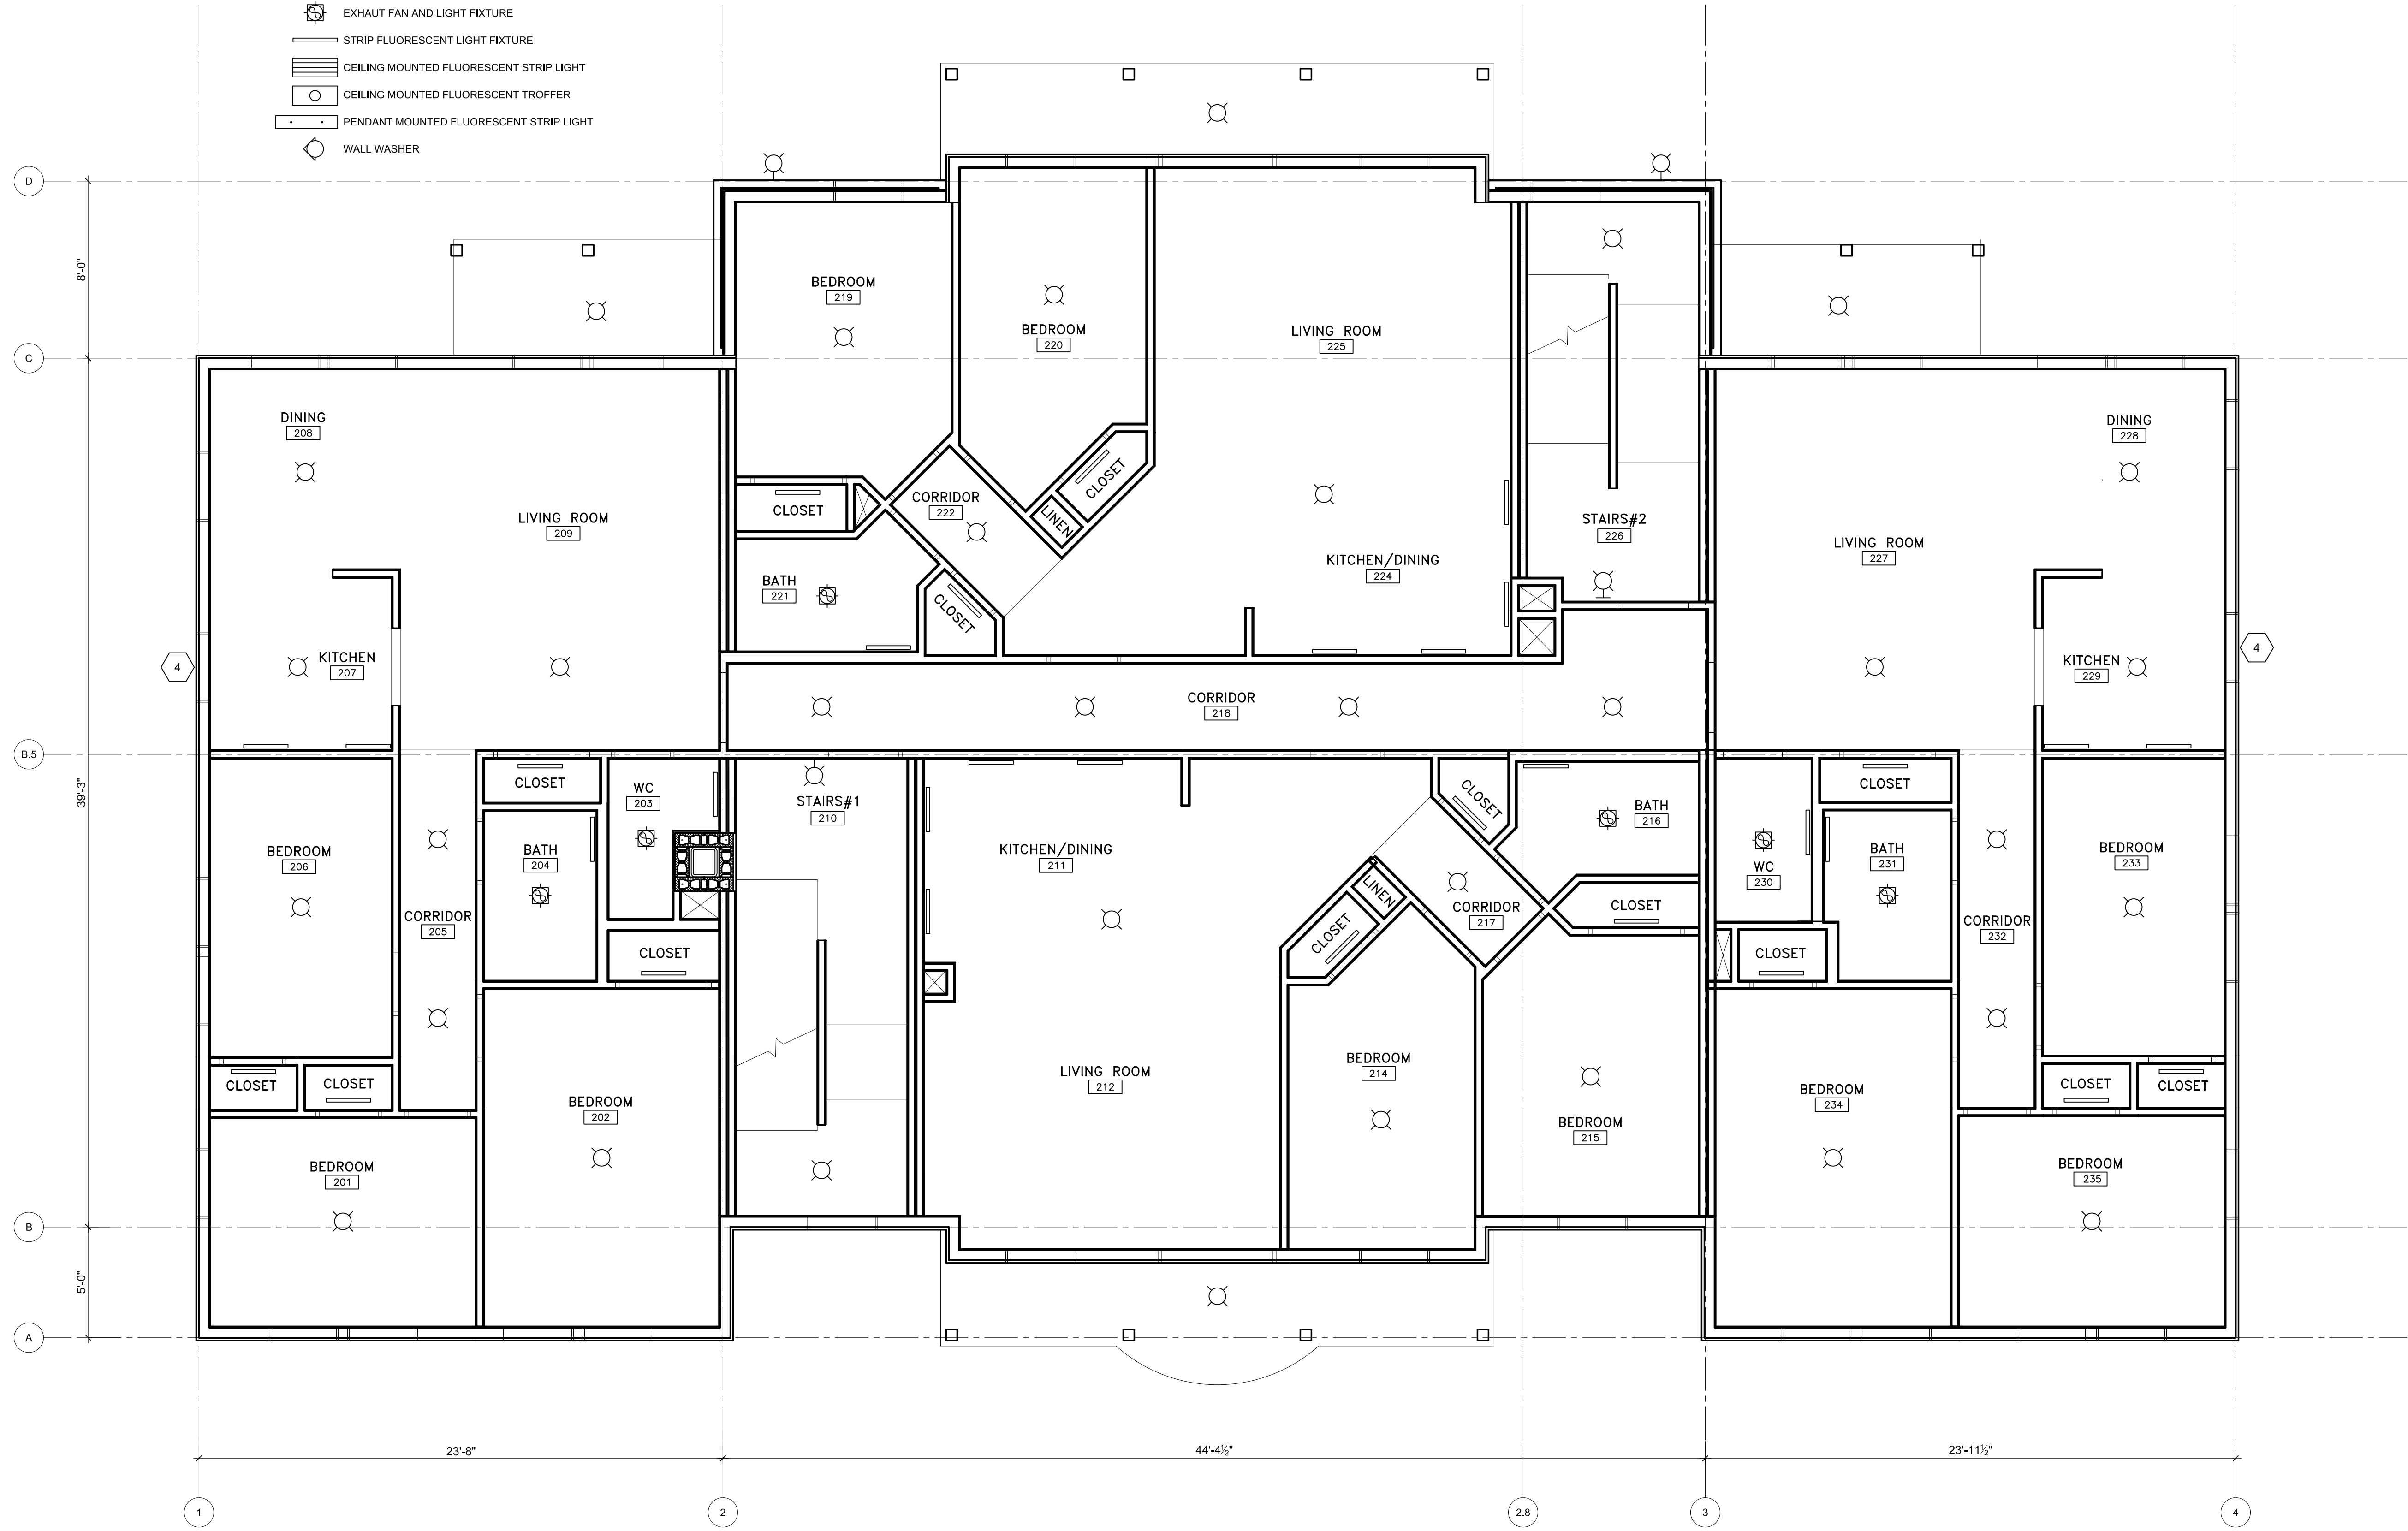 EXHAUT FAN AND LIGHT FIXTURE
STRIP FLUORESCENT LIGHT FIXTURE
CEILING MOUNTED FLUORESCENT STRIP LIGHT
CEILING MOUNTED FLUORESCENT TROFFER
PENDANT MOUNTED FLUORESCENT STRIP LIGHT
WALL WASHER
D
8'-0"
C
BEDROOM
219
BEDROOM
220
LIVING ROOM
225
DINING
208
DINING
228
LIVING ROOM
209
CLOSET
CORRIDOR
222
LINEN
CLOSET
STAIRS#2
226
LIVING ROOM
227
KITCHEN/DINING
224
BATH
221
CLOSET
4
KITCHEN
207
KITCHEN
229
4
CORRIDOR
218
B.5
39'-3"
CLOSET
WC
203
STAIRS#1
210
CLOSET
BATH
216
CLOSET
BEDROOM
206
BATH
204
KITCHEN/DINING
211
LINEN
CLOSET
CORRIDOR
217
CLOSET
WC
230
BATH
231
BEDROOM
233
CORRIDOR
205
CORRIDOR
232
CLOSET
CLOSET
CLOSET
CLOSET
BEDROOM
202
LIVING ROOM
212
BEDROOM
214
BEDROOM
215
BEDROOM
234
CLOSET
CLOSET
BEDROOM
201
BEDROOM
235
B
5'-0"
A
23'-8"
44'-4½"
23'-11½"
1
2
2.8
3
4